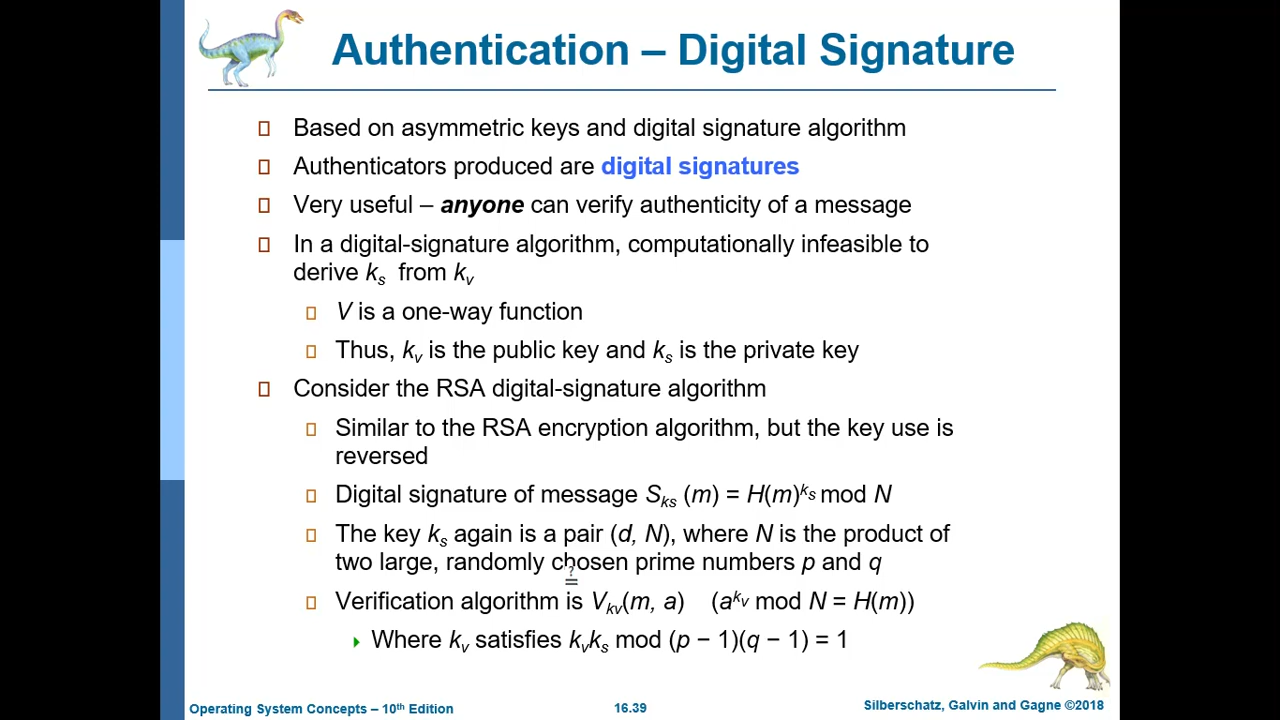 Authentication – Digital Signature
Based on asymmetric keys and digital signature algorithm
Authenticators produced are digital signatures
Very useful – anyone can verify authenticity of a message
In a digital-signature algorithm, computationally infeasible to
derive ks from kv
V is a one-way function
Thus, kv is the public key and ks is the private key
Consider the RSA digital-signature algorithm
Similar to the RSA encryption algorithm, but the key use is
reversed
Digital signature of message Sks (m) = H(m)ks mod N
The key ks again is a pair (d, N), where N is the product of
two large, randomly chosen prime numbers p and q
≟
Verification algorithm is Vkv(m, a) (akv mod N = H(m))
Where kv satisfies kvks mod (p − 1)(q − 1) = 1
Operating System Concepts – 10th Edition
16.39
Silberschatz, Galvin and Gagne ©2018